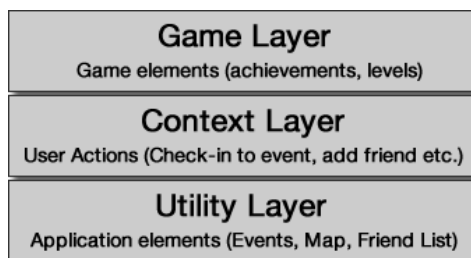 Game Layer
Game elements (achievements, levels)
Context Layer
User Actions (Check-in to event, add friend etc.)
Utility Layer
Application elements (Events, Map, Friend List)